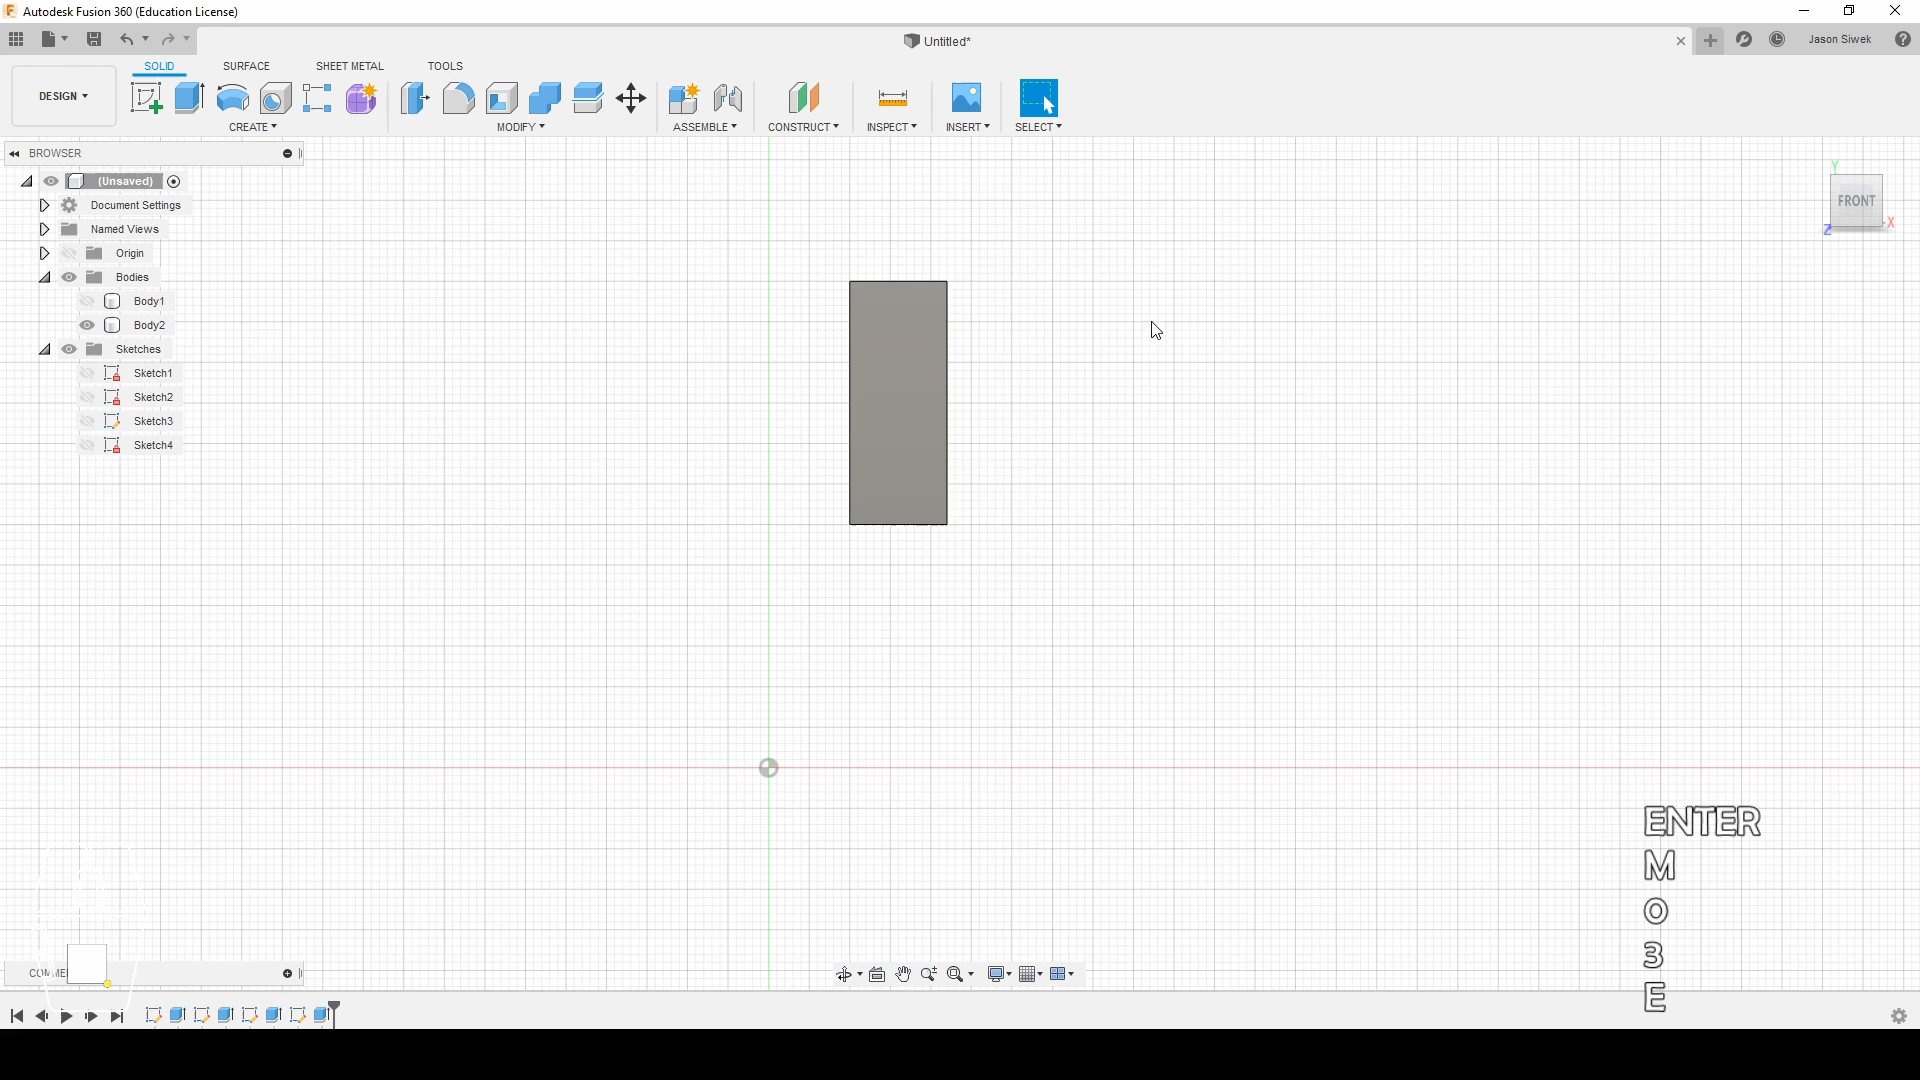 Autodesk Fusion 360 (Education License)
Untitled*
Jason Siwek
SOLID
SURFACE
SHEET METAL
TOOLS
DESIGN
CREATE
MODIFY
ASSEMBLE
CONSTRUCT
INSPECT
INSERT
SELECT
BROWSER
(Unsaved)
Document Settings
Named Views
Origin
Bodies
Body1
Body2
Sketches
Sketch1
Sketch2
Sketch3
Sketch4
Y
FRONT
X
Z
ENTER
M
O
3
E